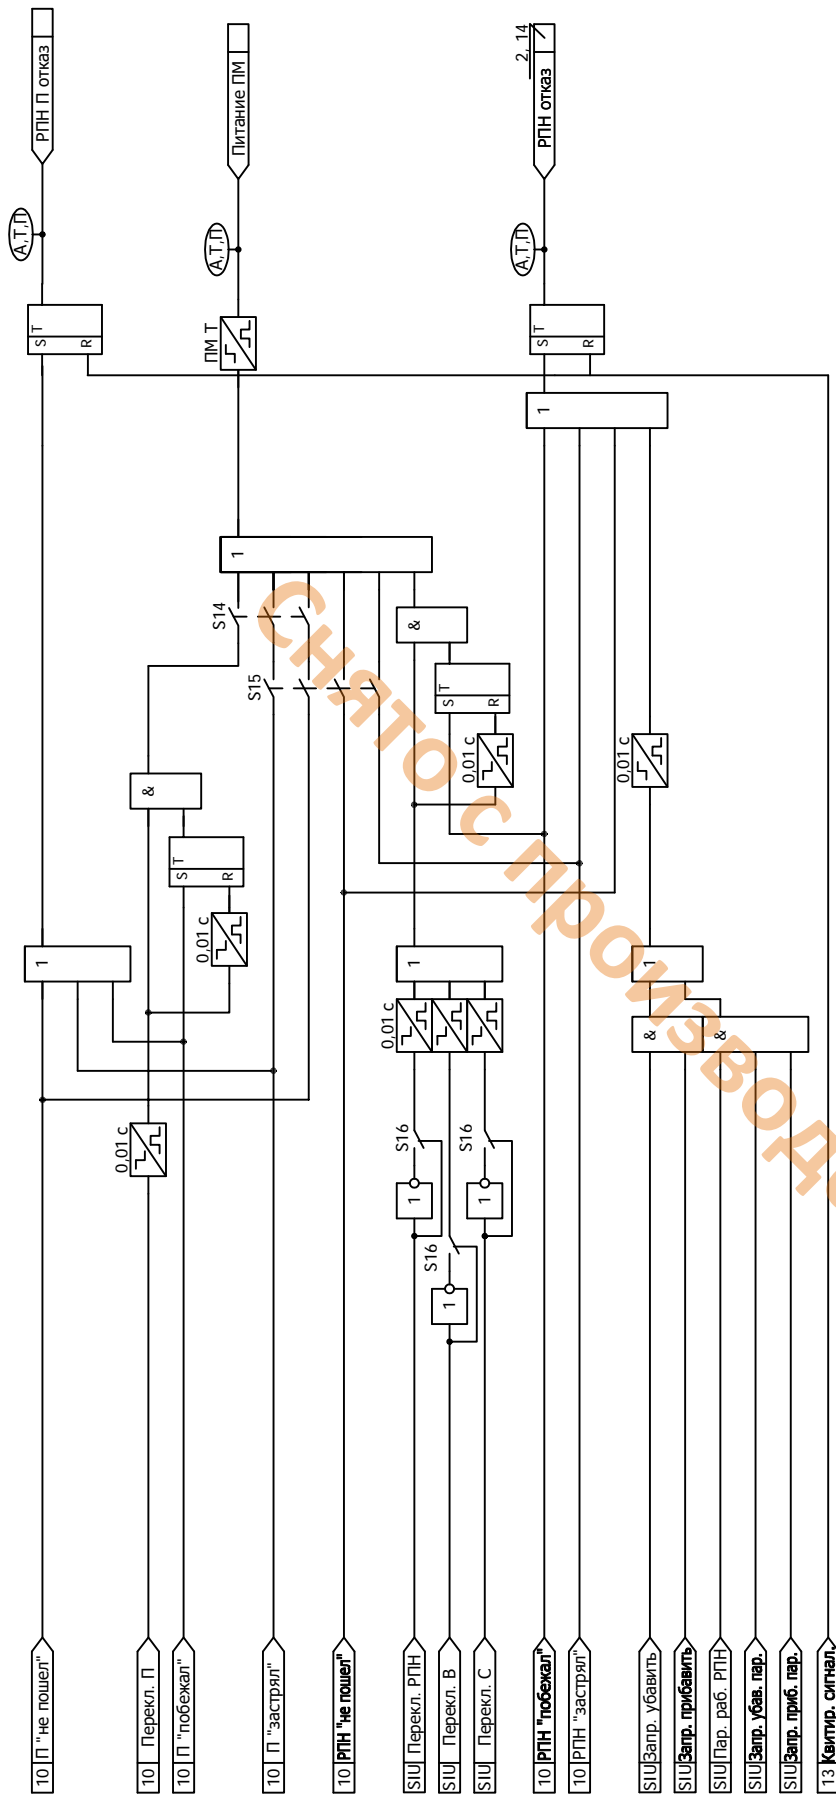 РПН П отказ
Питание ПМ
2, 14
РПН отказ
А,Т,П
А,Т,П
А,Т,П
S T
R
ПМ Т
S T
R
1
1
S14
S15
&
S T
R
0,01 с
0,01 с
&
S T
R
0,01 с
1
1
1
0,01 с
&
&
0,01 с
S16
S16
1
1
S16
1
10 П "не пошел"
10 Перекл. П
10 П "побежал"
10 П "застрял"
10 РПН "не пошел"
SIU Перекл. РПН
SIU Перекл. В
SIU Перекл. С
10 РПН "побежал"
10 РПН "застрял"
SIU Запр. убавить
SIU Запр. прибавить
SIU Пар. раб. РПН
SIU Запр. убав. пар.
SIU Запр. приб. пар.
13 Квитир. сигнал.
Снято с производс